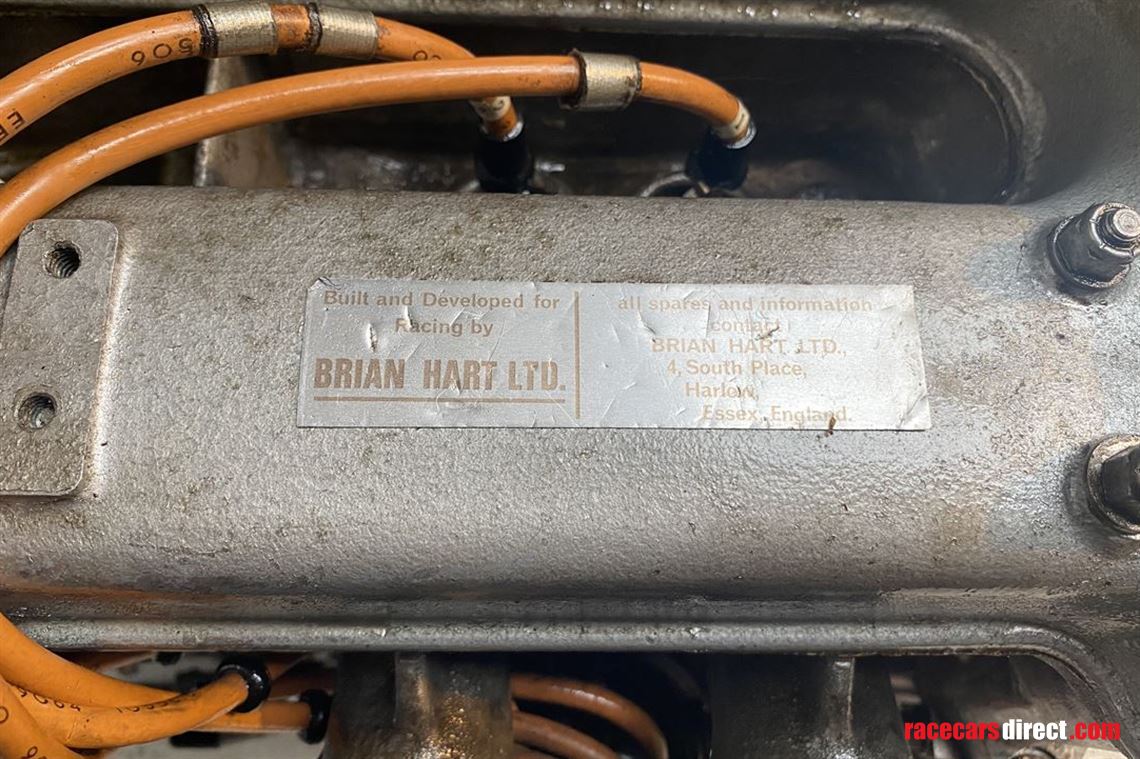 Built and Developed for
Racing by
BRIAN HART LTD.
all spares and information
contact
BRIAN HART LTD.,
4, South Place,
Harlow,
Essex, England.
506
racecarsdirect.com